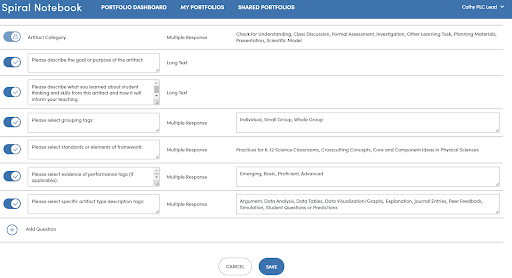 Spiral Notebook PORTFOLIO DASHBOARD MY PORTFOLIOS SHARED PORTFOLIOS Cathy PLC Lead
Artifact Category Multiple Response Check for Understanding, Class Discussion, Formal Assessment, Investigation, Other Learning Task, Planning Materials,
Presentation, Scientific Model
Please describe the goal or purpose of the artifact: Long Text
Please describe what you learned about student
thinking and skills from this artifact and how it will
inform your teaching: Long Text
Please select grouping tags: Multiple Response Individual, Small Group, Whole Group
Please select standards or elements of framework: Multiple Response Practices for K-12 Science Classrooms, Crosscutting Concepts, Core and Component Ideas in Physical Sciences
Please select evidence of performance tags (if
applicable): Multiple Response Emerging, Basic, Proficient, Advanced
Please select specific artifact type description tags: Multiple Response Argument, Data Analysis, Data Tables, Data Visualization/Graphs, Explanation, Journal Entries, Peer Feedback,
Simulation, Student Questions or Predictions
Add Question
CANCEL SAVE